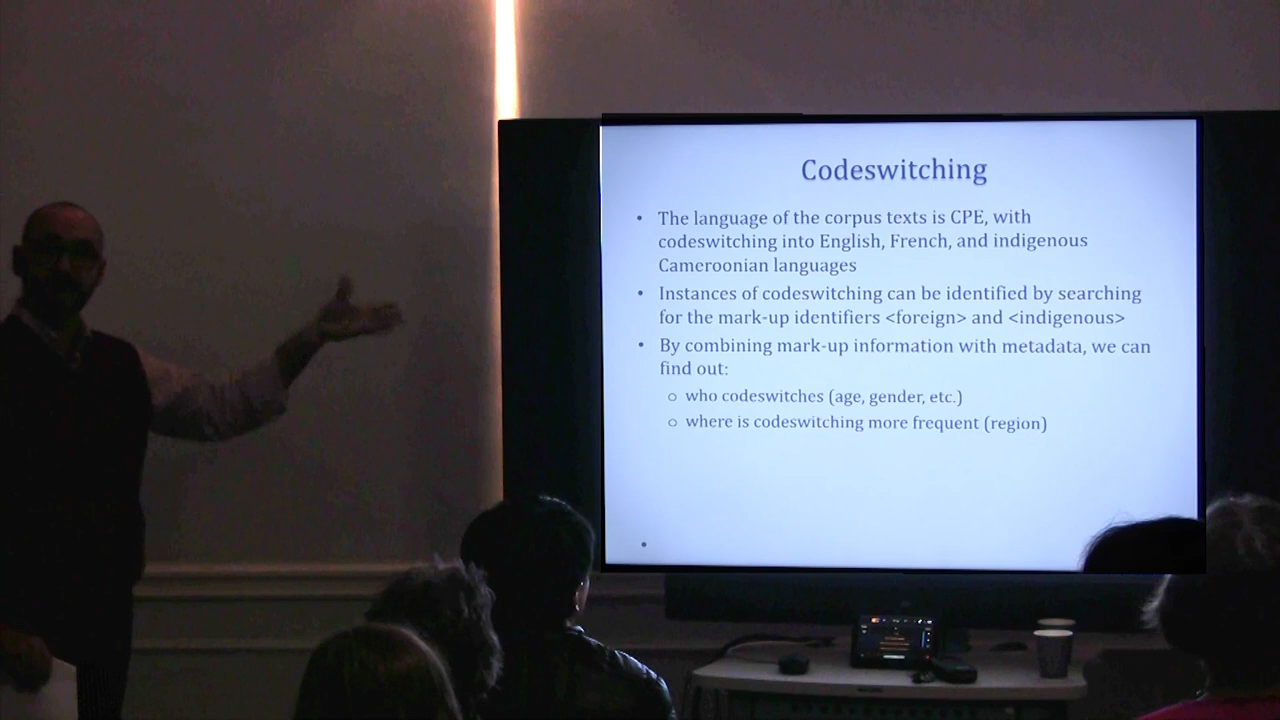 Codeswitching
• The language of the corpus texts is CPE, with
codeswitching into English, French, and indigenous
Cameroonian languages
• Instances of codeswitching can be identified by searching
for the mark-up identifiers <foreign> and <indigenous>
• By combining mark-up information with metadata, we can
find out:
o who codeswitches (age, gender, etc.)
o where is codeswitching more frequent (region)
•